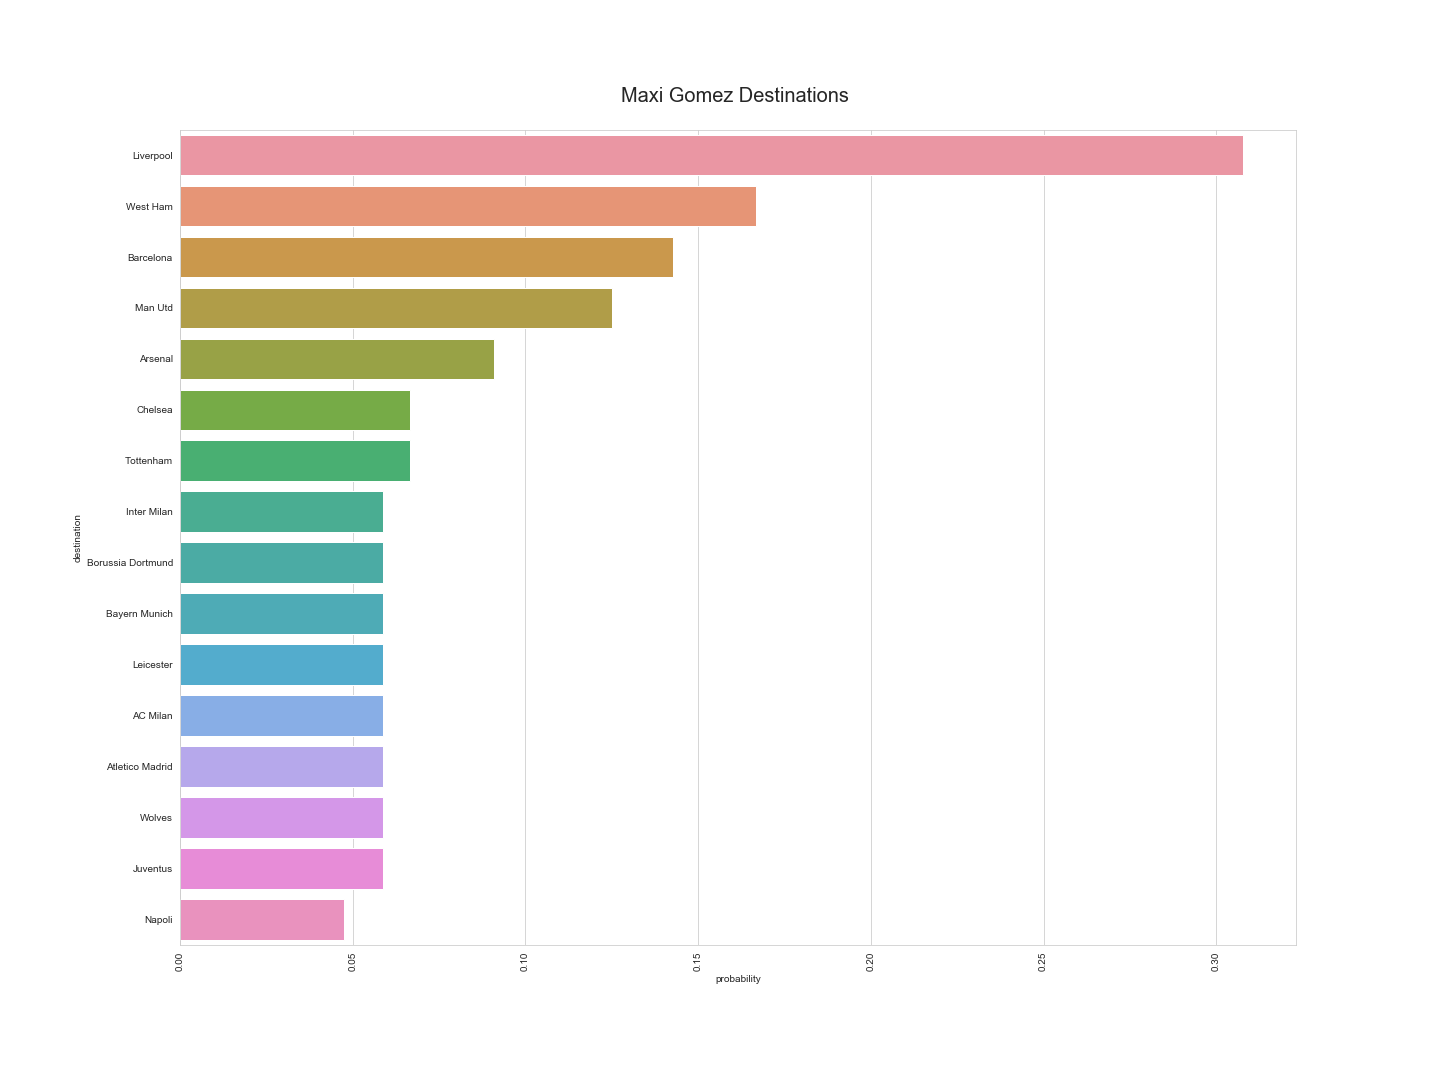 Maxi Gomez Destinations
Liverpool
West Ham
Barcelona
Man Utd
Arsenal
Chelsea
Tottenham
Inter Milan
Borussia Dortmund
Bayern Munich
Leicester
AC Milan
Atletico Madrid
Wolves
Juventus
Napoli
destination
0.00
0.05
0.10
0.15
0.20
0.25
0.30
probability